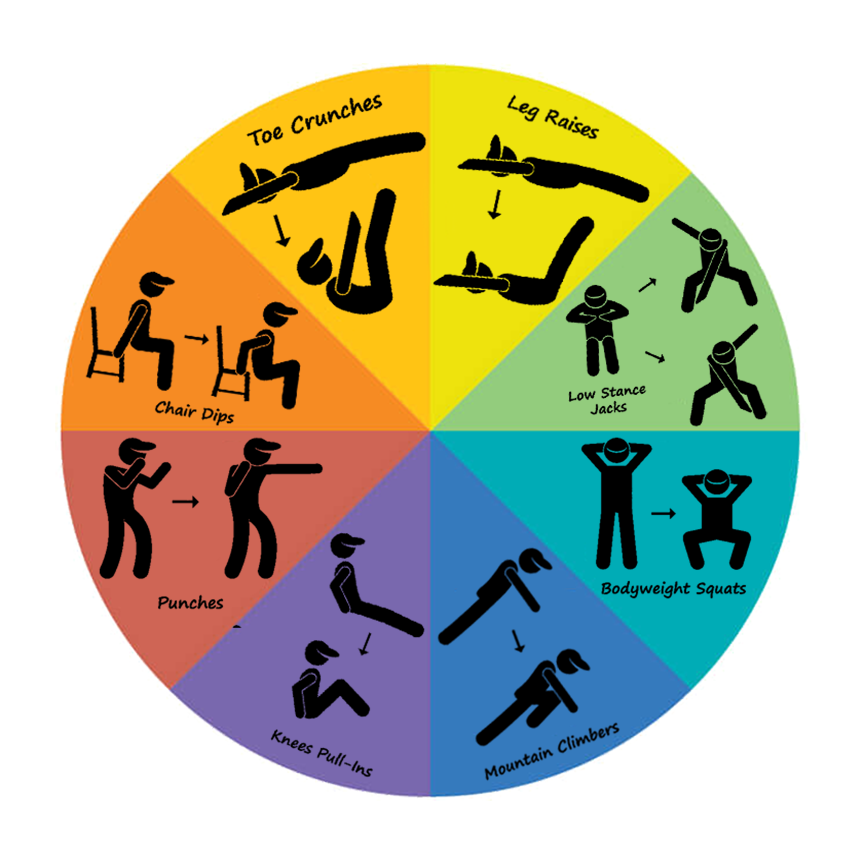 Toe Crunches
Leg Raises
Low Stance
Jacks
Chair Dips
Bodyweight Squats
Punches
Knees Pull-Ins
Mountain Climbers